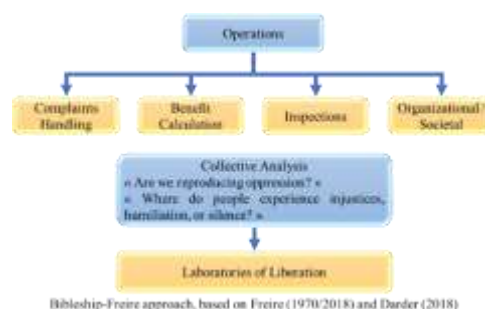 Operations
Complaints
Handling
Benefit
Calculation
Inspections
Organizational
Societal
Collective Analysis
« Are we reproducing oppression? »
« Where do people experience injustices,
humiliation, or silence? »
Laboratories of Liberation
Bibleship-Freire approach, based on Freire (1970/2018) and Darder (2018)